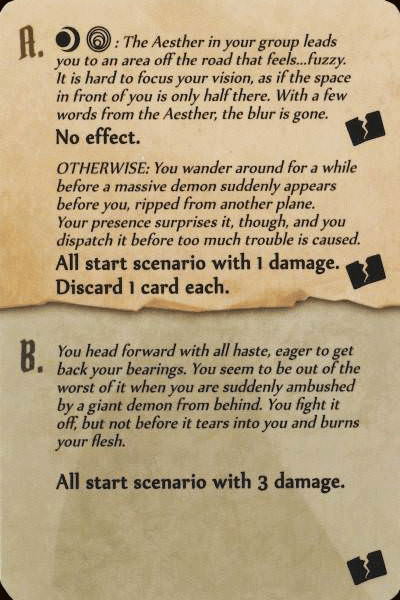 A. : The Aesther in your group leads
you to an area off the road that feels...fuzzy.
It is hard to focus your vision, as if the space
in front of you is only half there. With a few
words from the Aesther, the blur is gone.
No effect.
OTHERWISE: You wander around for a while
before a massive demon suddenly appears
before you, ripped from another plane.
Your presence surprises it, though, and you
dispatch it before too much trouble is caused.
All start scenario with 1 damage.
Discard 1 card each.
B. You head forward with all haste, eager to get
back your bearings. You seem to be out of the
worst of it when you are suddenly ambushed
by a giant demon from behind. You fight it
off, but not before it tears into you and burns
your flesh.
All start scenario with 3 damage.